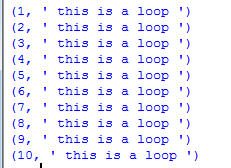 (1, ' this is a loop ')
(2, ' this is a loop ')
(3, ' this is a loop ')
(4, ' this is a loop ')
(5, ' this is a loop ')
(6, ' this is a loop ')
(7, ' this is a loop ')
(8, ' this is a loop ')
(9, ' this is a loop ')
(10, ' this is a loop ')